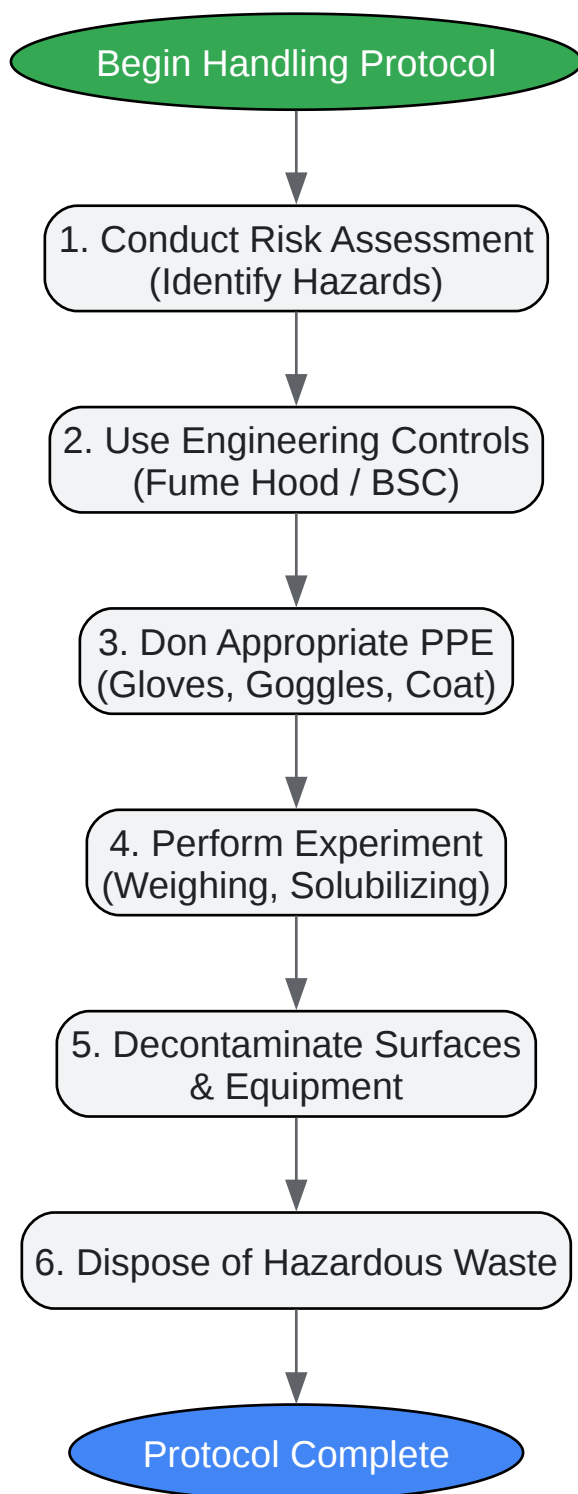 Begin Handling Protocol
1. Conduct Risk Assessment
(Identify Hazards)
2. Use Engineering Controls
(Fume Hood / BSC)
3. Don Appropriate PPE
(Gloves, Goggles, Coat)
4. Perform Experiment
(Weighing, Solubilizing)
5. Decontaminate Surfaces
& Equipment
6. Dispose of Hazardous Waste
Protocol Complete